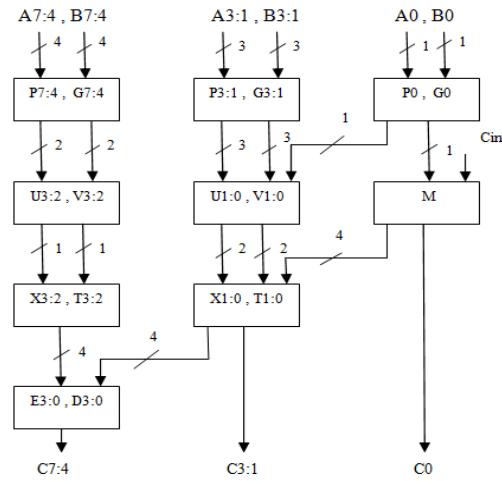 A7:4 , B7:4 A3:1 , B3:1 A0 , B0
4 4 3 3 1 1
P7:4 , G7:4 P3:1 , G3:1 P0 , G0
2 2 3 3 1 1 Cin
U3:2 , V3:2 U1:0 , V1:0 M
1 1 2 2 4
X3:2 , T3:2 X1:0 , T1:0
4 4
E3:0 , D3:0
C7:4 C3:1 C0